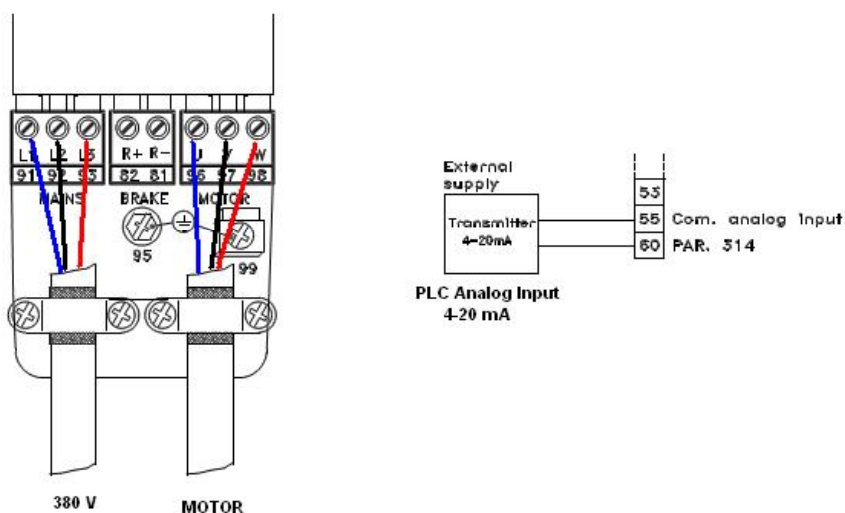 L1 L2 L3 R+ R- U V W
91 92 93 82 81 96 97 98
MAINS BRAKE MOTOR
95
99
380 V
MOTOR
External
supply
Transmitter
4-20mA
PLC Analog Input
4-20 mA
53
55 Com. analog input
60 PAR. 314